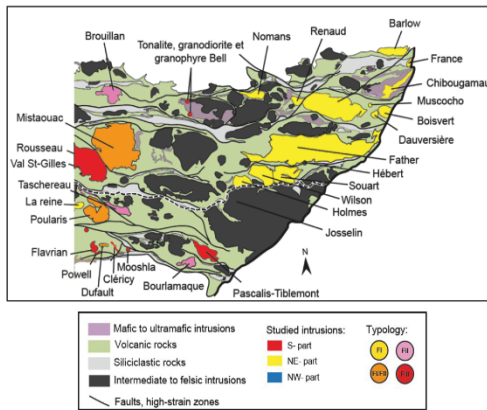 Barlow
Renaud
Nomans
Tonalite, granodiorite et
granophyre Bell
Brouillan
France
Chibougamau
Muscocho
Boisvert
Dauversière
Mistaouac
Rousseau
Val St-Gilles
Father
Hébert
Taschereau
Souart
Wilson
La reine
Holmes
Poularis
Josselin
N
Flavrian
Mooshla
Powell
Cléricy
Dufault
Bourlamaque
Pascalis-Tiblemont
Mafic to ultramafic intrusions
Volcanic rocks
Siliciclastic rocks
Intermediate to felsic intrusions
Faults, high-strain zones
Studied intrusions:
S- part
NE- part
NW- part
Typology:
FI
FII
FI/FII
FIII